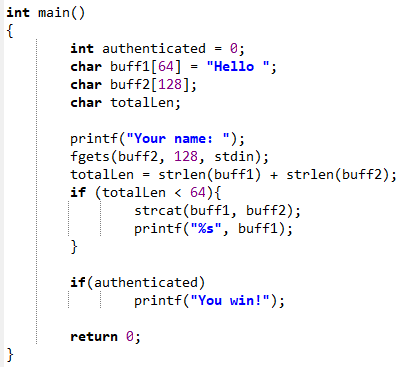 int main()
{
int authenticated = 0;
char buff1[64] = "Hello ";
char buff2[128];
char totalLen;
printf("Your name: ");
fgets(buff2, 128, stdin);
totalLen = strlen(buff1) + strlen(buff2);
if (totalLen < 64){
strcat(buff1, buff2);
printf("%s", buff1);
}
if(authenticated)
printf("You win!");
return 0;
}